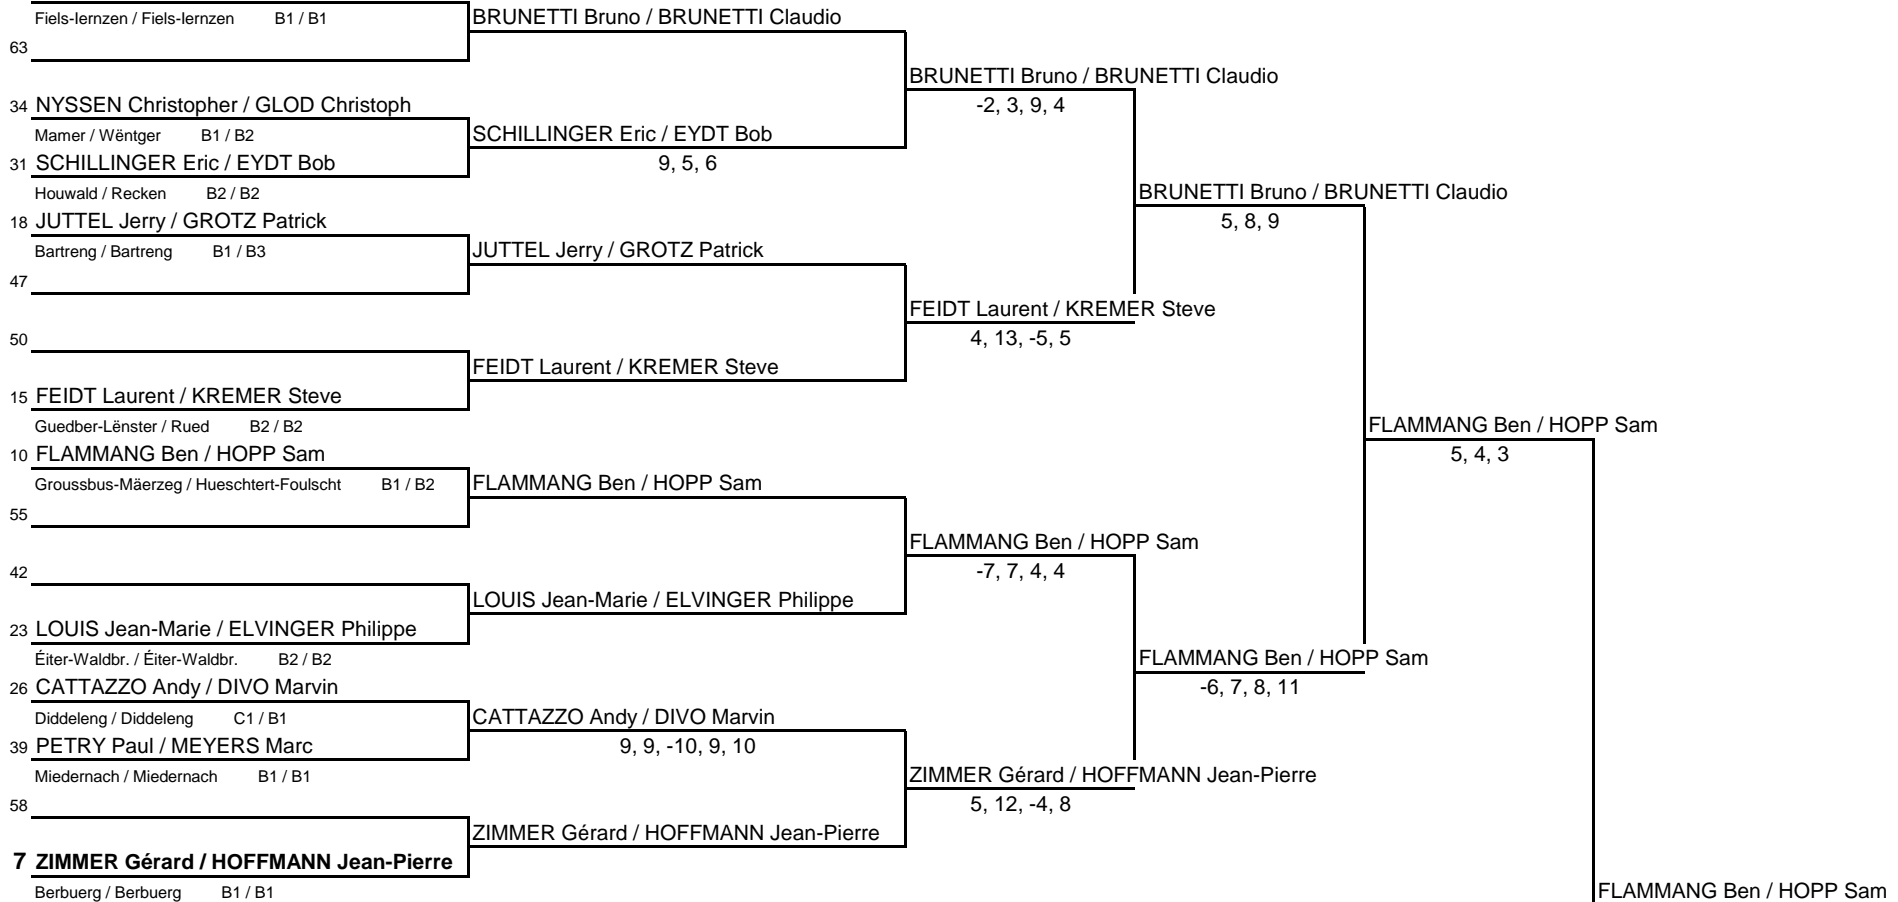 Fiels-Iernzen / Fiels-Iernzen B1 / B1
BRUNETTI Bruno / BRUNETTI Claudio
63
BRUNETTI Bruno / BRUNETTI Claudio
-2, 3, 9, 4
34 NYSSEN Christopher / GLOD Christoph
Mamer / Wëntger B1 / B2
SCHILLINGER Eric / EYDT Bob
9, 5, 6
31 SCHILLINGER Eric / EYDT Bob
Houwald / Recken B2 / B2
BRUNETTI Bruno / BRUNETTI Claudio
5, 8, 9
18 JUTTEL Jerry / GROTZ Patrick
Bartreng / Bartreng B1 / B3
JUTTEL Jerry / GROTZ Patrick
47
FEIDT Laurent / KREMER Steve
4, 13, -5, 5
50
FEIDT Laurent / KREMER Steve
15 FEIDT Laurent / KREMER Steve
Guedber-Lënster / Rued B2 / B2
FLAMMANG Ben / HOPP Sam
5, 4, 3
10 FLAMMANG Ben / HOPP Sam
Groussbus-Mäerzeg / Hueschtert-Foulscht B1 / B2
FLAMMANG Ben / HOPP Sam
55
FLAMMANG Ben / HOPP Sam
-7, 7, 4, 4
42
LOUIS Jean-Marie / ELVINGER Philippe
23 LOUIS Jean-Marie / ELVINGER Philippe
Éiter-Waldbr. / Éiter-Waldbr. B2 / B2
FLAMMANG Ben / HOPP Sam
-6, 7, 8, 11
26 CATTAZZO Andy / DIVO Marvin
Diddeleng / Diddeleng C1 / B1
CATTAZZO Andy / DIVO Marvin
9, 9, -10, 9, 10
39 PETRY Paul / MEYERS Marc
Miedernach / Miedernach B1 / B1
ZIMMER Gérard / HOFFMANN Jean-Pierre
5, 12, -4, 8
58
ZIMMER Gérard / HOFFMANN Jean-Pierre
7 ZIMMER Gérard / HOFFMANN Jean-Pierre
Berbuerg / Berbuerg B1 / B1
FLAMMANG Ben / HOPP Sam